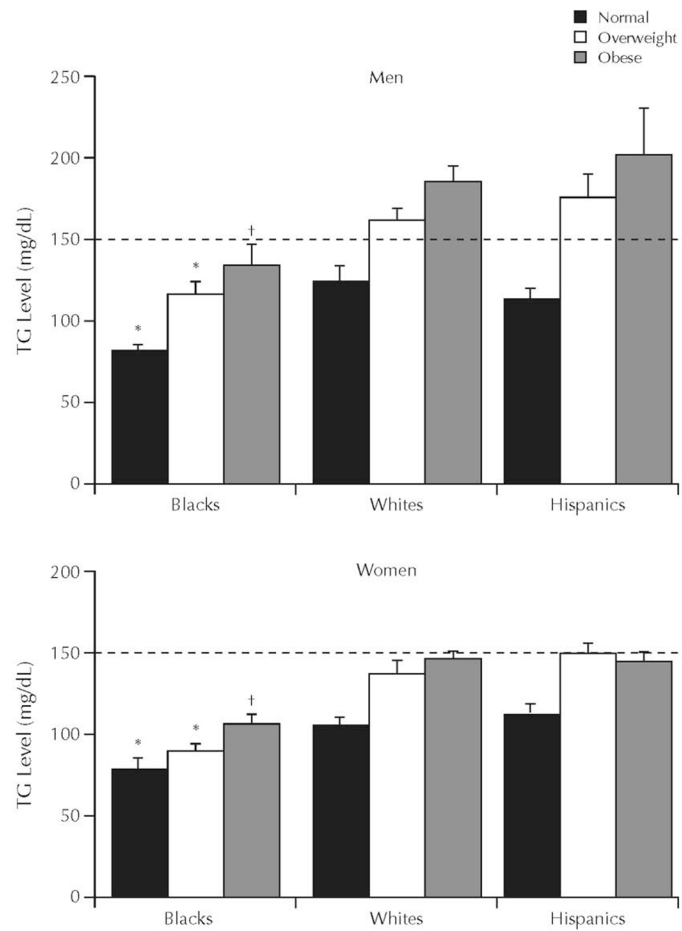 Normal
Overweight
Obese
Men
250
200
150
100
50
0
TG Level (mg/dL)
*
*
†
Blacks
Whites
Hispanics
Women
200
150
100
50
0
TG Level (mg/dL)
*
*
†
Blacks
Whites
Hispanics